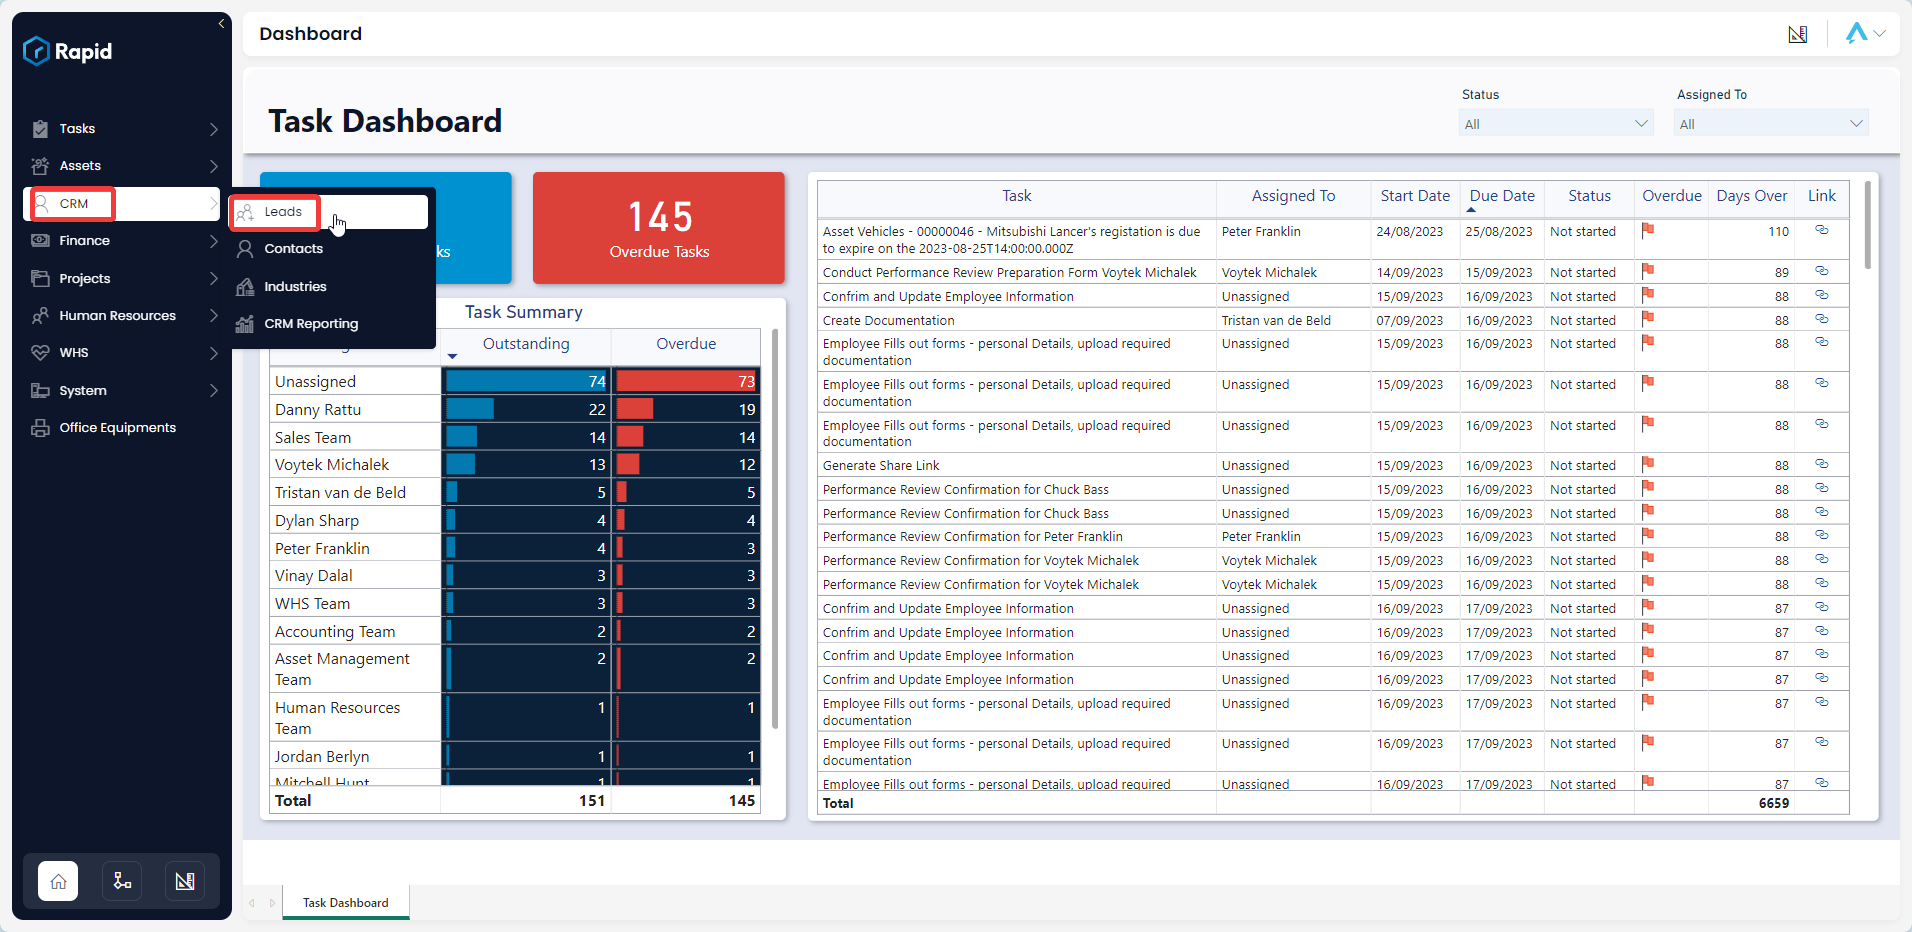 Rapid
Dashboard
Tasks
Assets
CRM
Finance
Projects
Human Resources
WHS
System
Office Equipments
Leads
Contacts
Industries
CRM Reporting
Task Dashboard
Status
All
Assigned To
All
145
Overdue Tasks
Task Summary
Outstanding Overdue
Unassigned 74 73
Danny Rattu 22 19
Sales Team 14 14
Voytek Michalek 13 12
Tristan van de Beld 5 5
Dylan Sharp 4 4
Peter Franklin 4 3
Vinay Dalal 3 3
WHS Team 3 3
Accounting Team 2 2
Asset Management 2 2
Team
Human Resources 1 1
Team
Jordan Berlyn 1 1
Mitchell Hunt 1 1
Total 151 145
Task Assigned To Start Date Due Date Status Overdue Days Over Link
Asset Vehicles - 00000046 - Mitsubishi Lancer's registation is due Peter Franklin 24/08/2023 25/08/2023 Not started 110
to expire on the 2023-08-25T14:00:00.000Z
Conduct Performance Review Preparation Form Voytek Michalek Voytek Michalek 14/09/2023 15/09/2023 Not started 89
Confrim and Update Employee Information Unassigned 15/09/2023 16/09/2023 Not started 88
Create Documentation Tristan van de Beld 07/09/2023 16/09/2023 Not started 88
Employee Fills out forms - personal Details, upload required Unassigned 15/09/2023 16/09/2023 Not started 88
documentation
Employee Fills out forms - personal Details, upload required Unassigned 15/09/2023 16/09/2023 Not started 88
documentation
Employee Fills out forms - personal Details, upload required Unassigned 15/09/2023 16/09/2023 Not started 88
documentation
Generate Share Link Unassigned 15/09/2023 16/09/2023 Not started 88
Performance Review Confirmation for Chuck Bass Unassigned 15/09/2023 16/09/2023 Not started 88
Performance Review Confirmation for Chuck Bass Unassigned 15/09/2023 16/09/2023 Not started 88
Performance Review Confirmation for Peter Franklin Peter Franklin 15/09/2023 16/09/2023 Not started 88
Performance Review Confirmation for Voytek Michalek Voytek Michalek 15/09/2023 16/09/2023 Not started 88
Performance Review Confirmation for Voytek Michalek Voytek Michalek 15/09/2023 16/09/2023 Not started 88
Confrim and Update Employee Information Unassigned 16/09/2023 17/09/2023 Not started 87
Confrim and Update Employee Information Unassigned 16/09/2023 17/09/2023 Not started 87
Confrim and Update Employee Information Unassigned 16/09/2023 17/09/2023 Not started 87
Confrim and Update Employee Information Unassigned 16/09/2023 17/09/2023 Not started 87
Employee Fills out forms - personal Details, upload required Unassigned 16/09/2023 17/09/2023 Not started 87
documentation
Employee Fills out forms - personal Details, upload required Unassigned 16/09/2023 17/09/2023 Not started 87
documentation
Employee Fills out forms - personal Details, upload required Unassigned 16/09/2023 17/09/2023 Not started 87
Total 6659
Task Dashboard